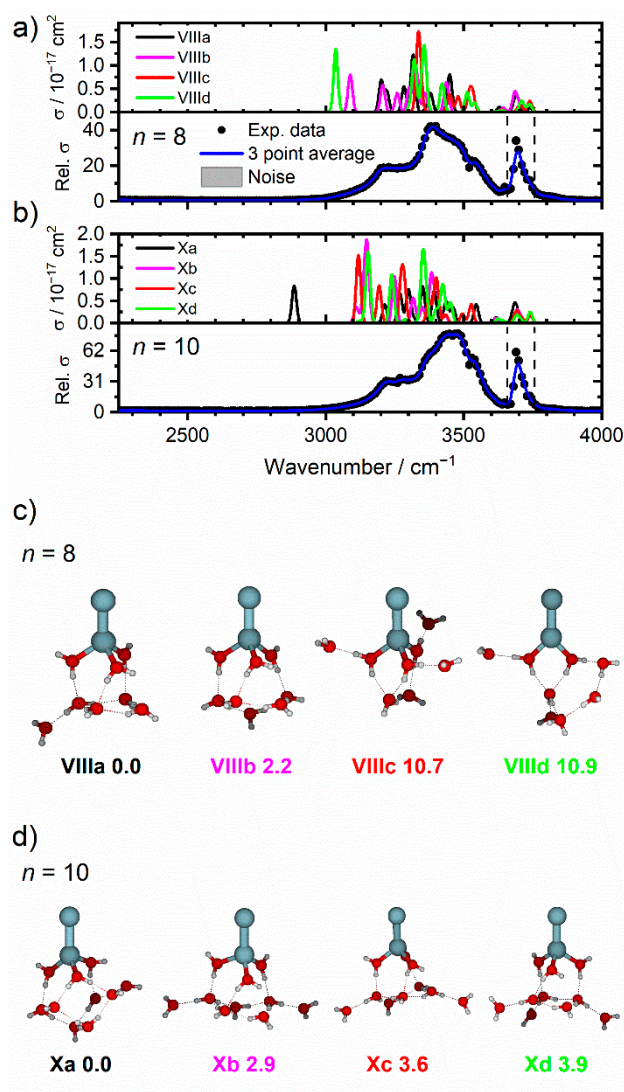 a)
1.5
1.0
0.5
0.0
σ / 10⁻¹⁷ cm²
VIIIa
VIIIb
VIIIc
VIIId
40
20
0
Rel. σ
n = 8
Exp. data
3 point average
Noise
b)
2.0
1.5
1.0
0.5
0.0
σ / 10⁻¹⁷ cm²
Xa
Xb
Xc
Xd
62
31
0
Rel. σ
n = 10
2500 3000 3500 4000
Wavenumber / cm⁻¹
c)
n = 8
VIIIa 0.0 VIIIb 2.2 VIIIc 10.7 VIIId 10.9
d)
n = 10
Xa 0.0 Xb 2.9 Xc 3.6 Xd 3.9